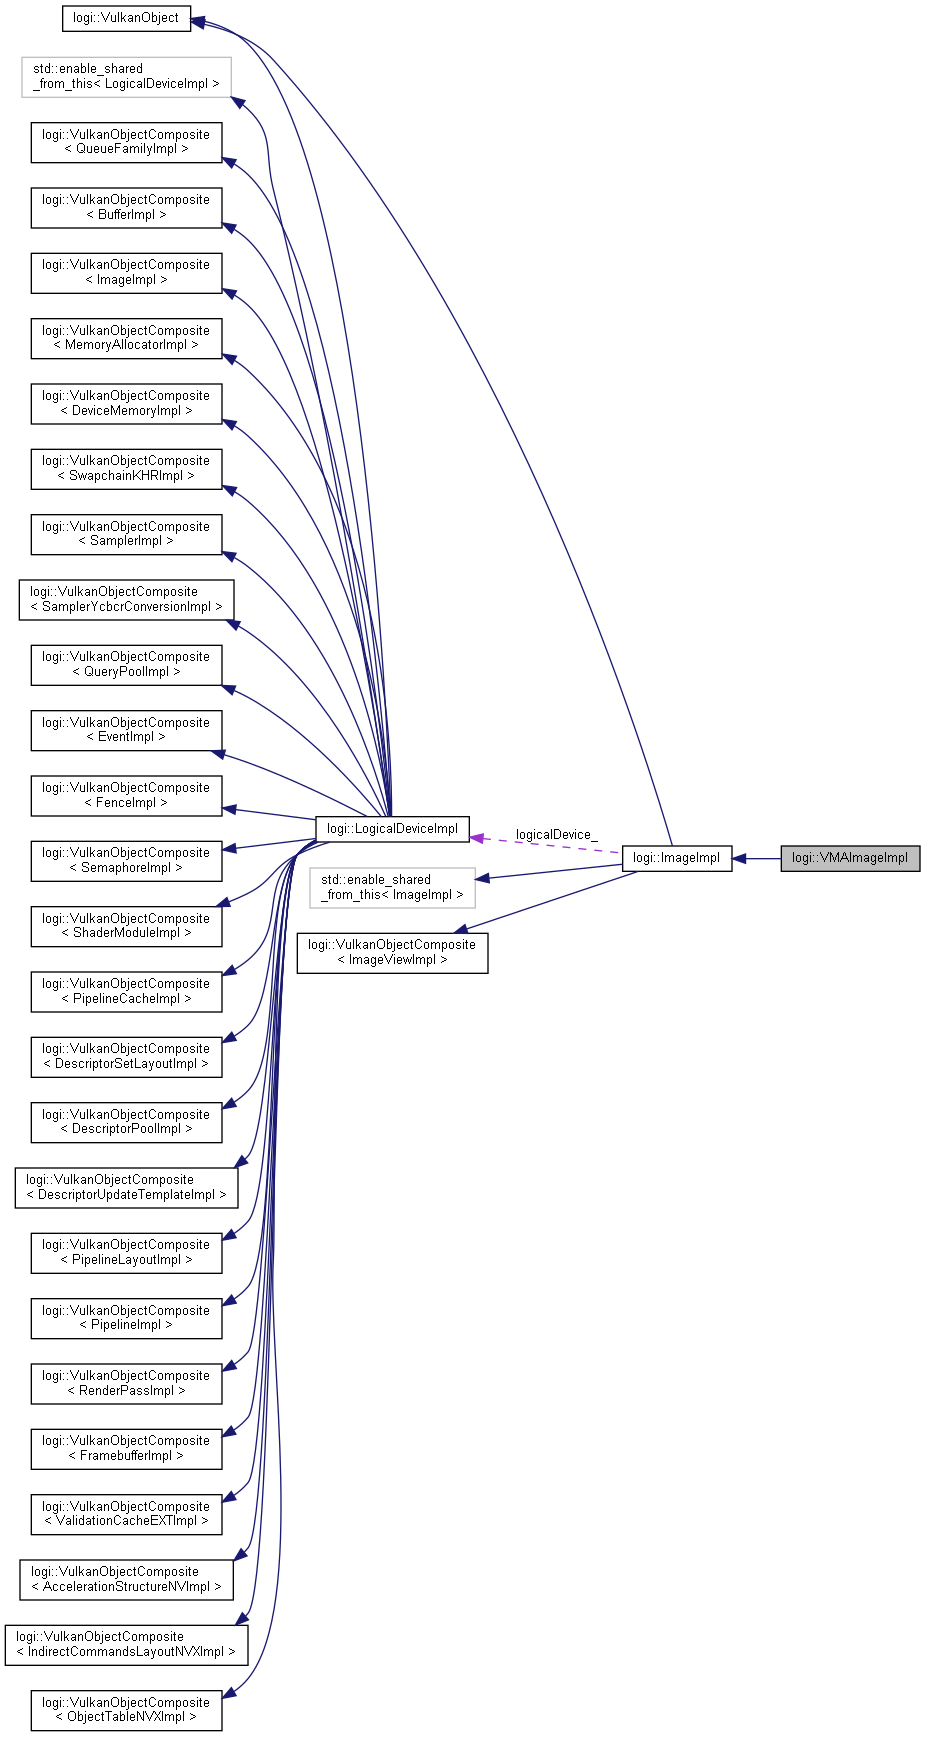 logi::VulkanObject
std::enable_shared
_from_this< LogicalDeviceImpl >
logi::VulkanObjectComposite
< QueueFamilyImpl >
logi::VulkanObjectComposite
< BufferImpl >
logi::VulkanObjectComposite
< ImageImpl >
logi::VulkanObjectComposite
< MemoryAllocatorImpl >
logi::VulkanObjectComposite
< DeviceMemoryImpl >
logi::VulkanObjectComposite
< SwapchainKHRImpl >
logi::VulkanObjectComposite
< SamplerImpl >
logi::VulkanObjectComposite
< SamplerYcbcrConversionImpl >
logi::VulkanObjectComposite
< QueryPoolImpl >
logi::VulkanObjectComposite
< EventImpl >
logi::VulkanObjectComposite
< FenceImpl >
logi::VulkanObjectComposite
< SemaphoreImpl >
logi::VulkanObjectComposite
< ShaderModuleImpl >
logi::VulkanObjectComposite
< PipelineCacheImpl >
logi::VulkanObjectComposite
< DescriptorSetLayoutImpl >
logi::VulkanObjectComposite
< DescriptorPoolImpl >
logi::VulkanObjectComposite
< DescriptorUpdateTemplateImpl >
logi::VulkanObjectComposite
< PipelineLayoutImpl >
logi::VulkanObjectComposite
< PipelineImpl >
logi::VulkanObjectComposite
< RenderPassImpl >
logi::VulkanObjectComposite
< FramebufferImpl >
logi::VulkanObjectComposite
< ValidationCacheEXTImpl >
logi::VulkanObjectComposite
< AccelerationStructureNVImpl >
logi::VulkanObjectComposite
< IndirectCommandsLayoutNVXImpl >
logi::VulkanObjectComposite
< ObjectTableNVXImpl >
logi::LogicalDeviceImpl
std::enable_shared
_from_this< ImageImpl >
logi::VulkanObjectComposite
< ImageViewImpl >
logicalDevice_
logi::ImageImpl
logi::VMAImageImpl